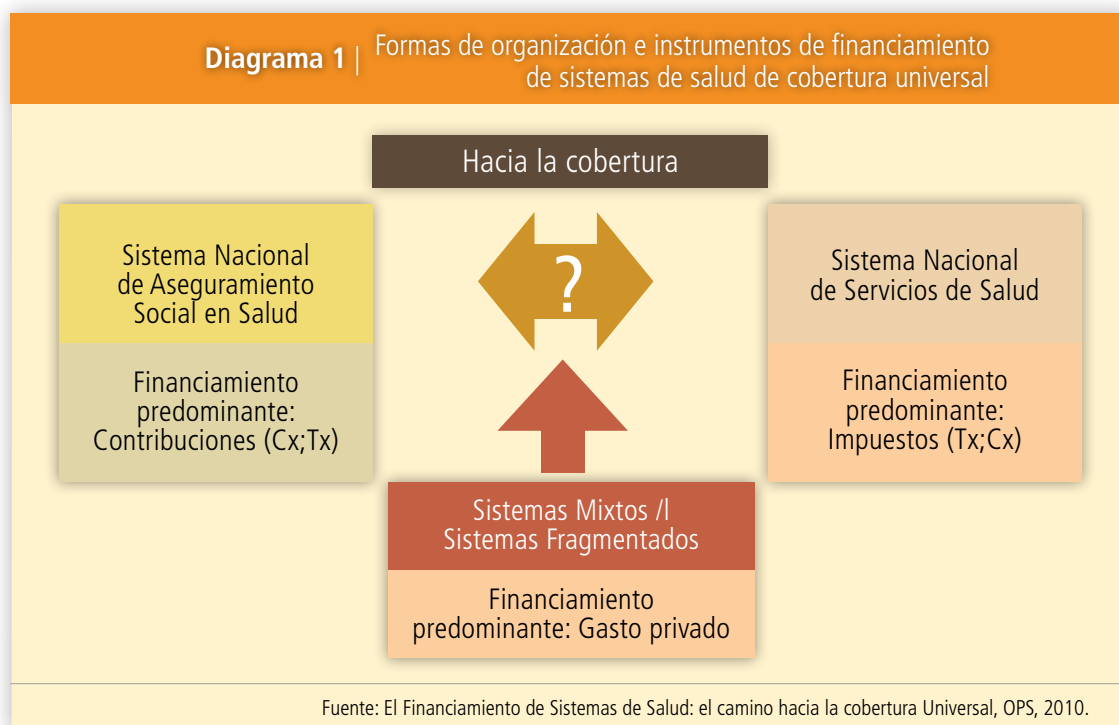 Diagrama 1 | Formas de organización e instrumentos de financiamiento
de sistemas de salud de cobertura universal
Hacia la cobertura
Sistema Nacional
de Aseguramiento
Social en Salud
Financiamiento
predominante:
Contribuciones (Cx;Tx)
?
Sistema Nacional
de Servicios de Salud
Financiamiento
predominante:
Impuestos (Tx;Cx)
Sistemas Mixtos /l
Sistemas Fragmentados
Financiamiento
predominante: Gasto privado
Fuente: El Financiamiento de Sistemas de Salud: el camino hacia la cobertura Universal, OPS, 2010.